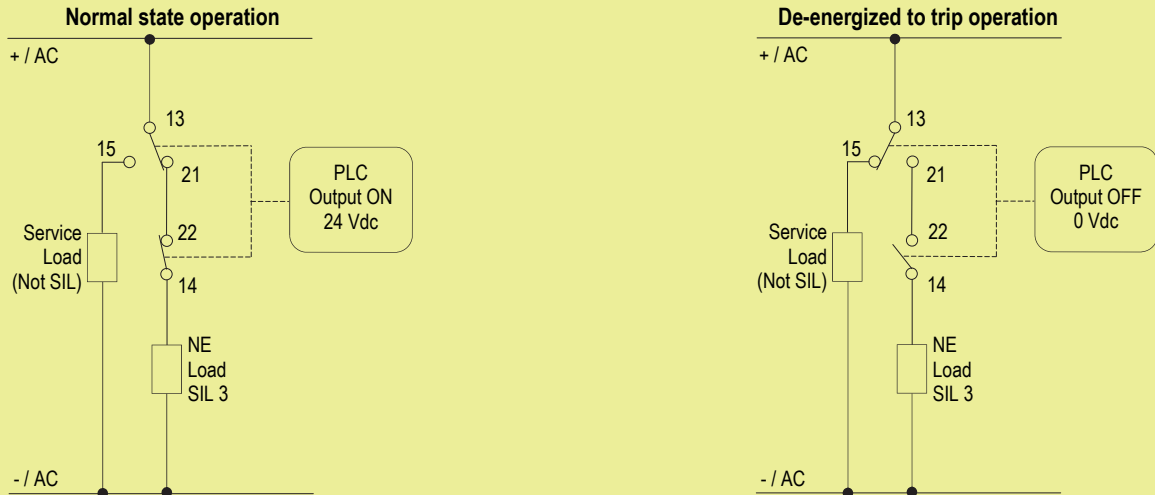 Normal state operation
+ / AC
13
15
21
PLC
Output ON
24 Vdc
22
Service
Load
(Not SIL)
14
NE
Load
SIL 3
- / AC
De-energized to trip operation
+ / AC
13
15
21
PLC
Output OFF
0 Vdc
22
Service
Load
(Not SIL)
14
NE
Load
SIL 3
- / AC